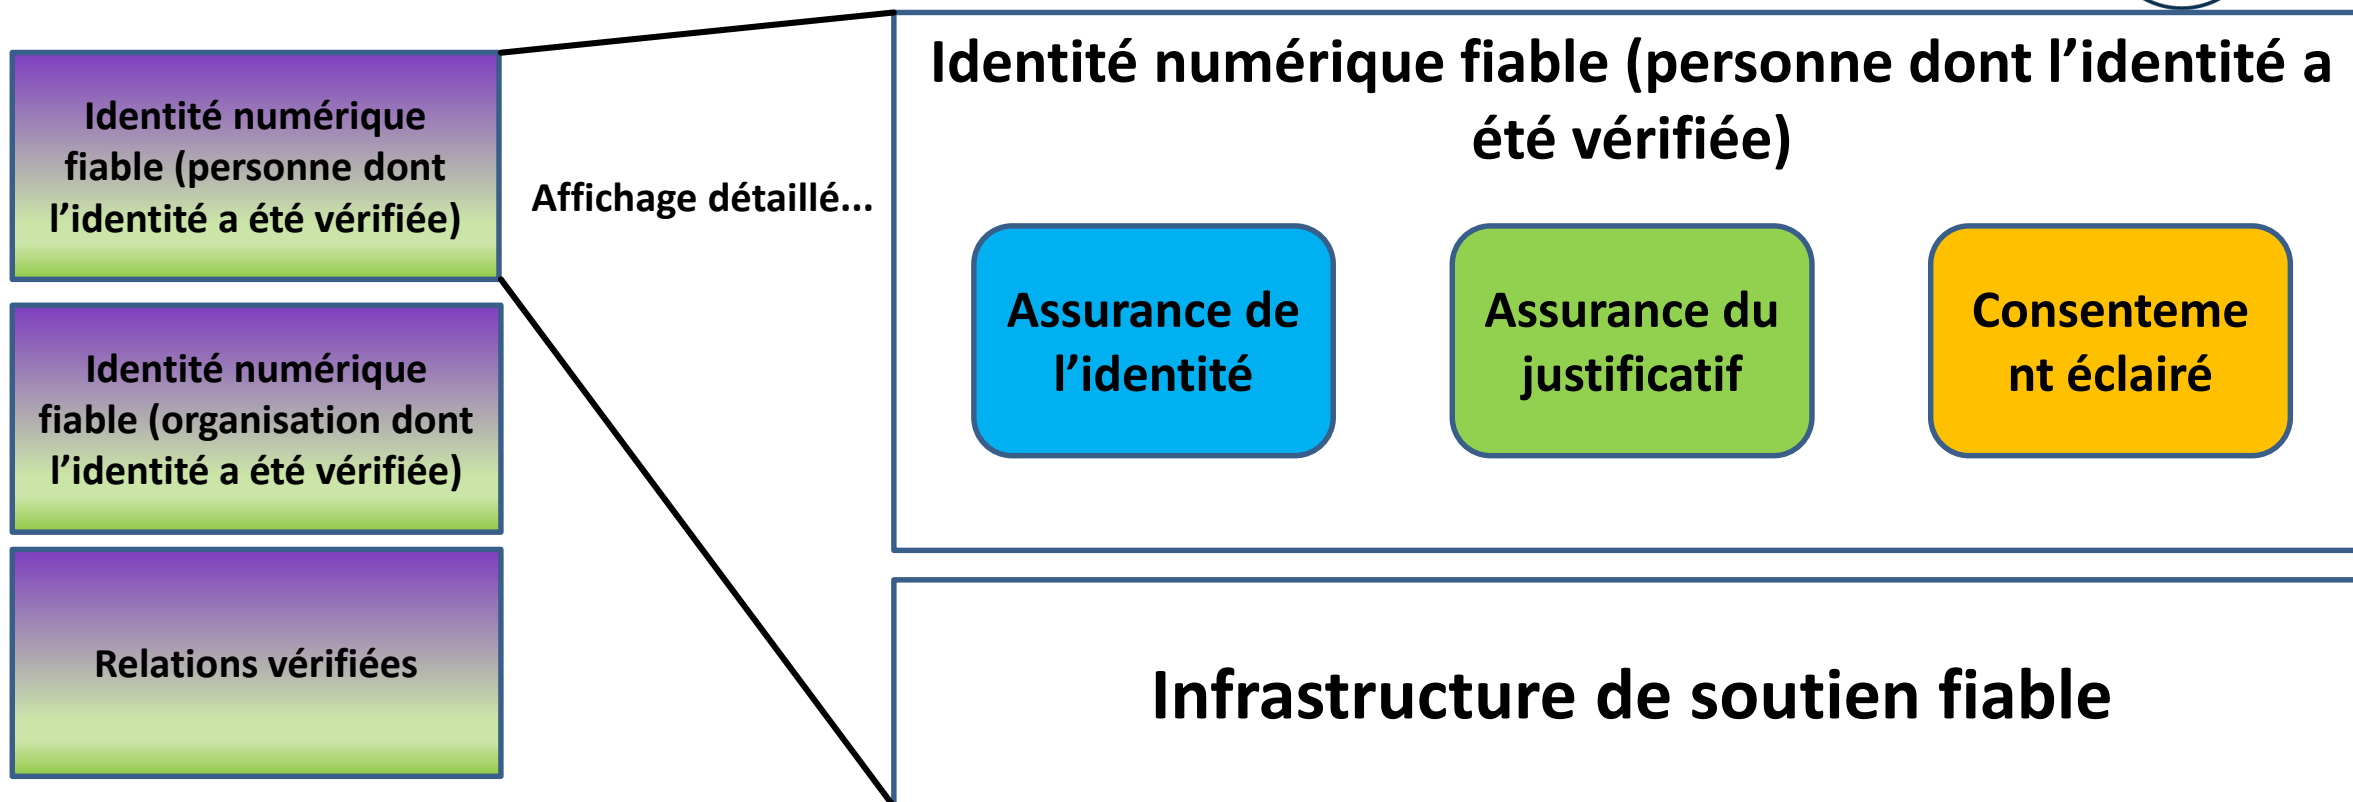 Identité numérique
fiable (personne dont
l’identité a été vérifiée)
Identité numérique
fiable (organisation dont
l’identité a été vérifiée)
Relations vérifiées
Affichage détaillé...
Identité numérique fiable (personne dont l’identité a
été vérifiée)
Assurance de
l’identité
Assurance du
justificatif
Consenteme
nt éclairé
Infrastructure de soutien fiable